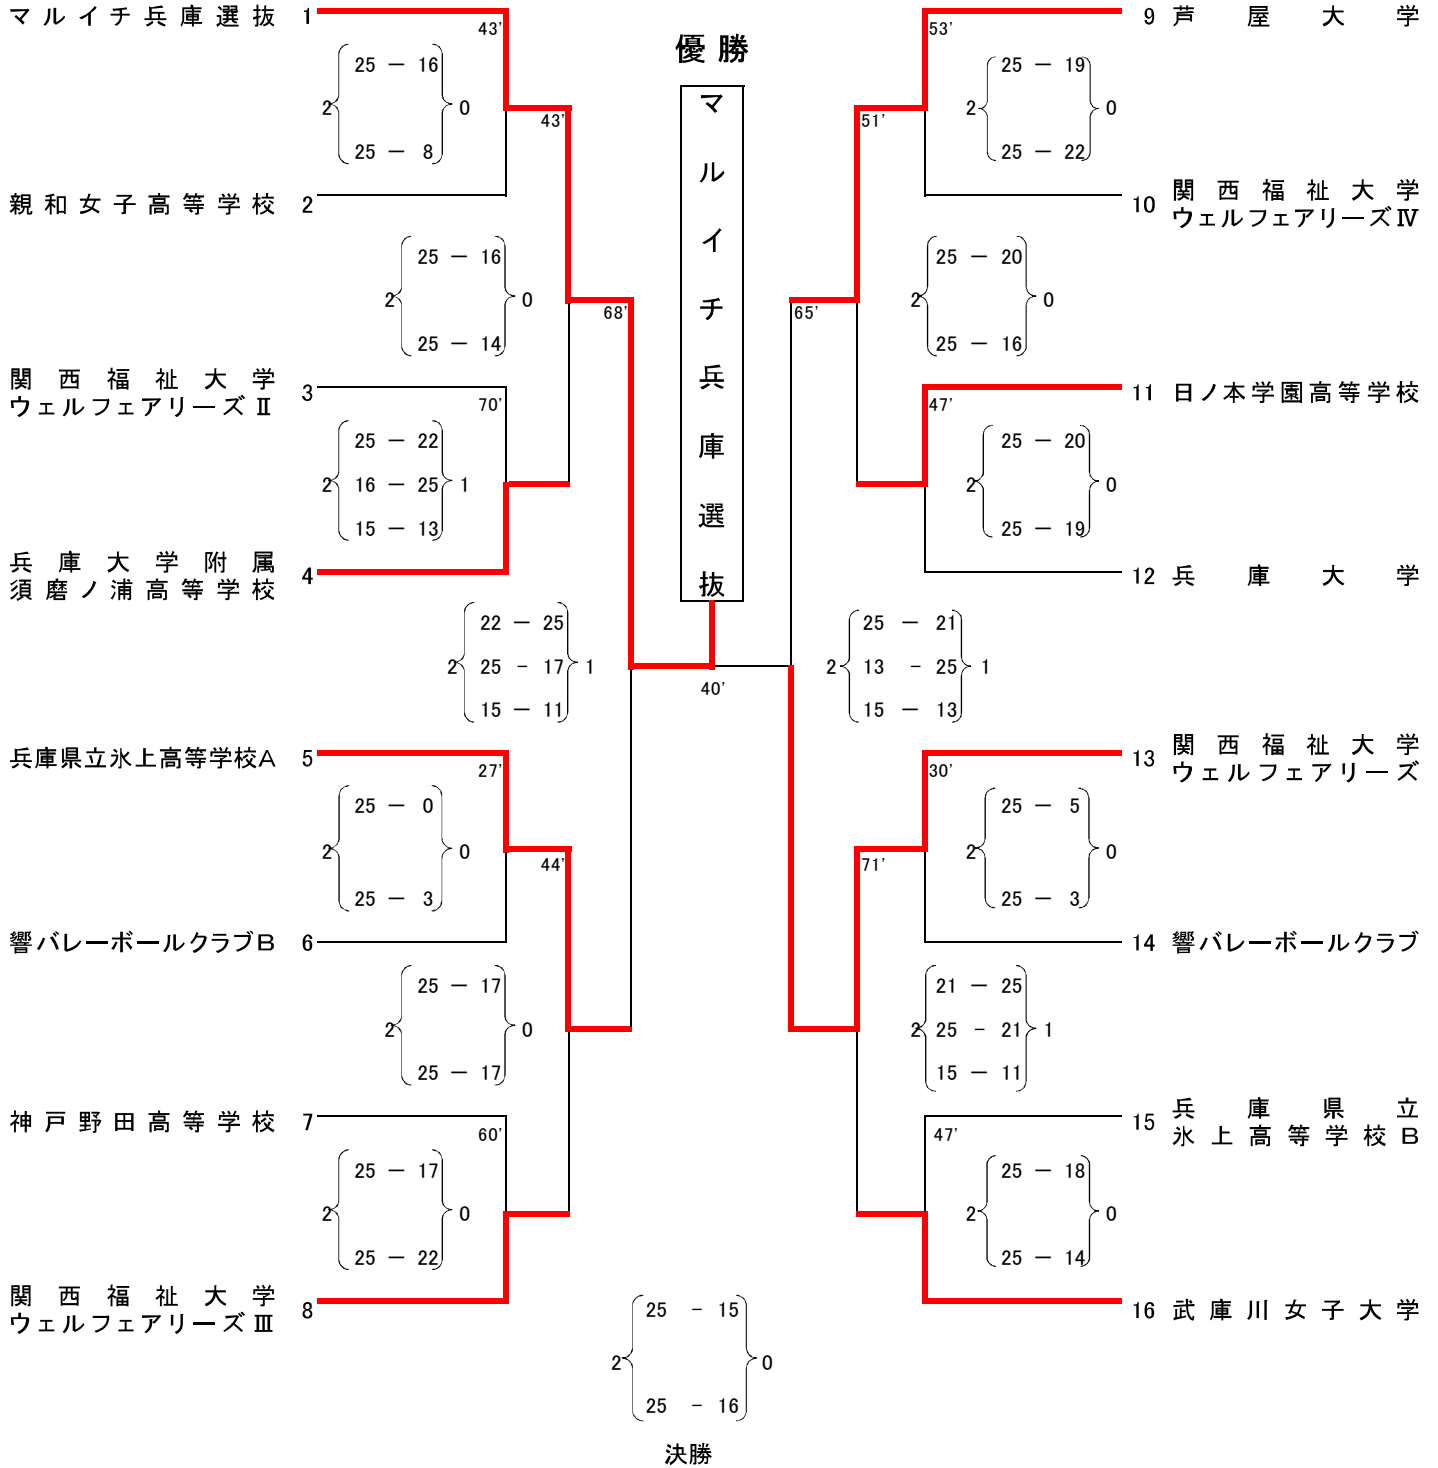 優勝
マルイチ兵庫選抜
マルイチ兵庫選抜 1
43'
25 － 16
2 0
25 － 8
親和女子高等学校 2
43'
25 － 16
2 0
25 － 14
関西福祉大学
ウェルフェアリーズⅡ 3
70'
25 － 22
2 16 － 25 1
15 － 13
兵庫大学附属
須磨ノ浦高等学校 4
68'
22 － 25
2 25 - 17 1
15 － 11
兵庫県立氷上高等学校A 5
27'
25 － 0
2 0
25 － 3
響バレーボールクラブB 6
44'
25 － 17
2 0
25 － 17
神戸野田高等学校 7
60'
25 － 17
2 0
25 － 22
関西福祉大学
ウェルフェアリーズⅢ 8
40'
9 芦屋大学
53'
25 － 19
2 0
25 － 22
10 関西福祉大学
ウェルフェアリーズⅣ
51'
25 － 20
2 0
25 － 16
11 日ノ本学園高等学校
47'
25 － 20
2 0
25 － 19
12 兵庫大学
65'
25 － 21
2 13 - 25 1
15 － 13
13 関西福祉大学
ウェルフェアリーズ
30'
25 － 5
2 0
25 － 3
14 響バレーボールクラブ
71'
21 － 25
2 25 - 21 1
15 － 11
15 兵庫県立
氷上高等学校B
47'
25 － 18
2 0
25 － 14
16 武庫川女子大学
25 - 15
2 0
25 - 16
決勝